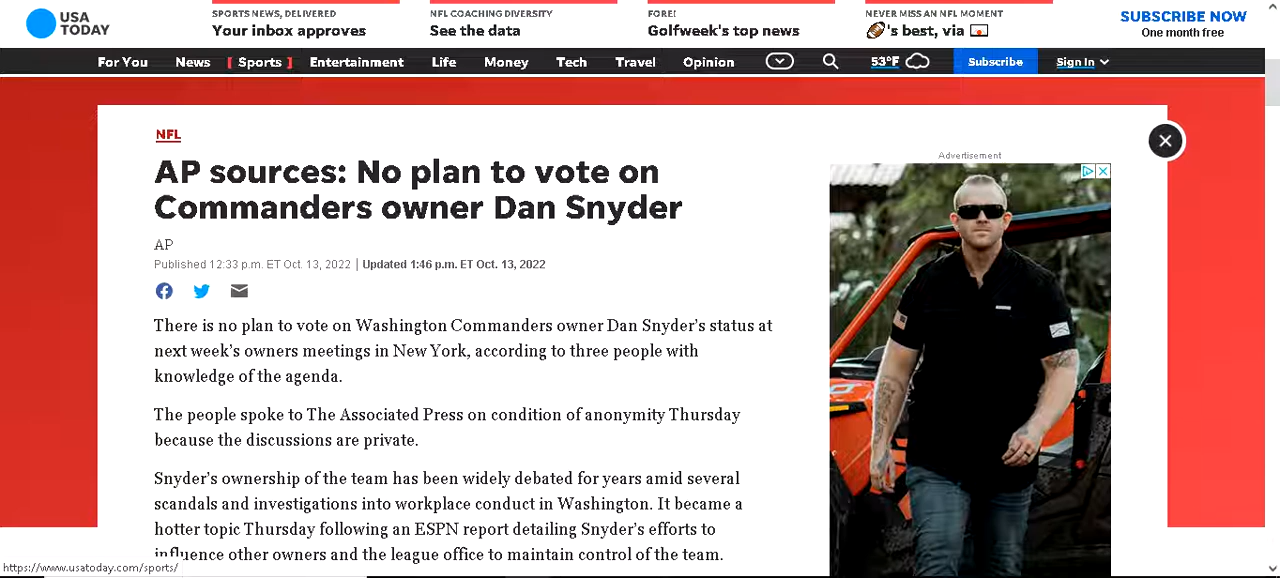 USA
TODAY
SPORTS NEWS, DELIVERED
Your inbox approves
NFL COACHING DIVERSITY
See the data
FORE!
Golfweek's top news
NEVER MISS AN NFL MOMENT
🏈's best, via 💌
SUBSCRIBE NOW
One month free
For You News [ Sports ] Entertainment Life Money Tech Travel Opinion 53°F Subscribe Sign In
NFL
AP sources: No plan to vote on
Commanders owner Dan Snyder
AP
Published 12:33 p.m. ET Oct. 13, 2022 | Updated 1:46 p.m. ET Oct. 13, 2022
There is no plan to vote on Washington Commanders owner Dan Snyder’s status at
next week’s owners meetings in New York, according to three people with
knowledge of the agenda.
The people spoke to The Associated Press on condition of anonymity Thursday
because the discussions are private.
Snyder’s ownership of the team has been widely debated for years amid several
scandals and investigations into workplace conduct in Washington. It became a
hotter topic Thursday following an ESPN report detailing Snyder’s efforts to
influence other owners and the league office to maintain control of the team.
Advertisement
https://www.usatoday.com/sports/